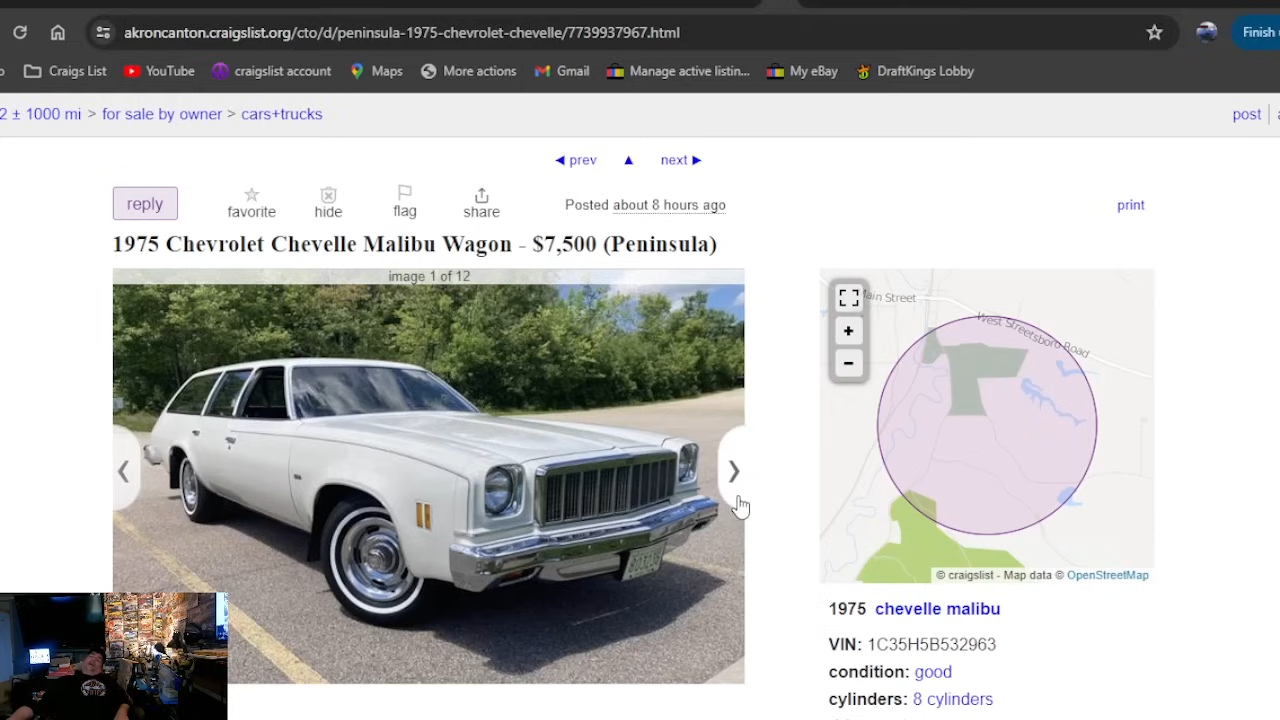 akroncanton.craigslist.org/cto/d/peninsula-1975-chevrolet-chevelle/7739937967.html
Finish
Craigs List
YouTube
craigslist account
Maps
More actions
Gmail
Manage active listin...
My eBay
DraftKings Lobby
2 ± 1000 mi > for sale by owner > cars+trucks
post
◀ prev ▲ next ▶
reply
favorite
hide
flag
share
Posted about 8 hours ago
print
1975 Chevrolet Chevelle Malibu Wagon - $7,500 (Peninsula)
image 1 of 12
Main Street
West Streetsboro Road
+
−
© craigslist - Map data © OpenStreetMap
1975 chevelle malibu
VIN: 1C35H5B532963
condition: good
cylinders: 8 cylinders